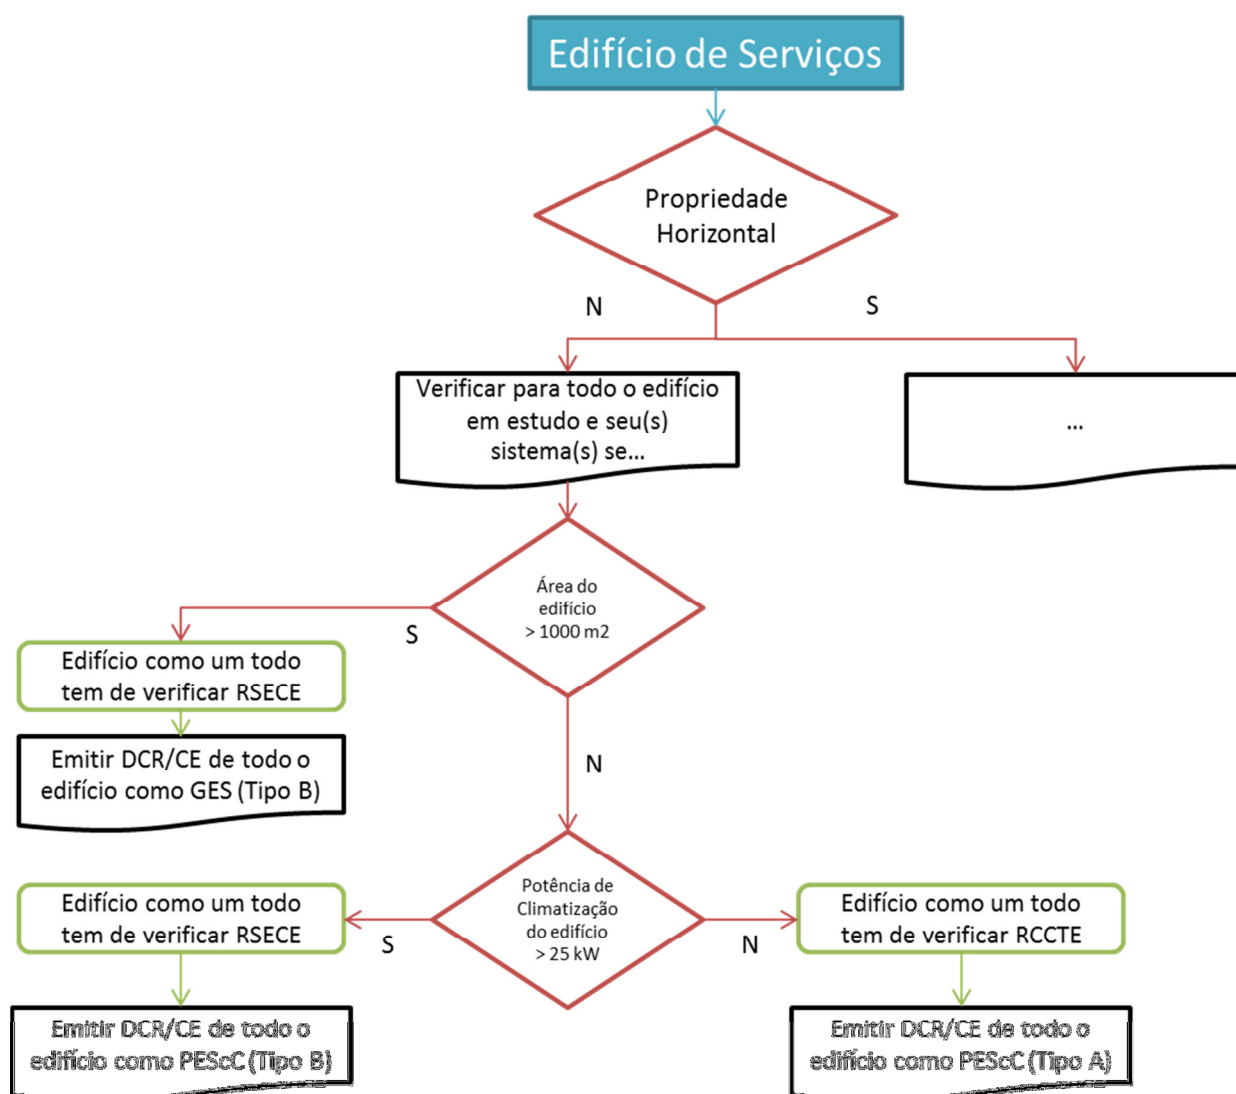 Edifício de Serviços
Propriedade
Horizontal
N
S
Verificar para todo o edifício
em estudo e seu(s)
sistema(s) se...
...
Área do
edifício
> 1000 m2
S
Edifício como um todo
tem de verificar RSECE
Emitir DCR/CE de todo o
edifício como GES (Tipo B)
N
Potência de
Climatização
do edifício
> 25 kW
S
N
Edifício como um todo
tem de verificar RSECE
Edifício como um todo
tem de verificar RCCTE
Emitir DCR/CE de todo o
edifício como PEScC (Tipo B)
Emitir DCR/CE de todo o
edifício como PEScC (Tipo A)